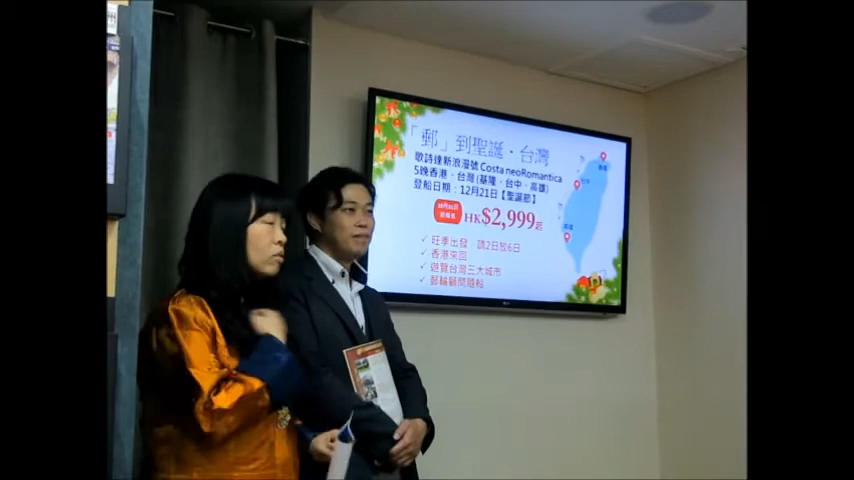 「郵」到聖誕．台灣
歌詩達新浪漫號 Costa neoRomantica
5晚香港．台灣 (基隆．台中．高雄)
登船日期：12月21日【聖誕節】
HK$2,999起
✓ 旺季出發 請2日放6日
✓ 香港來回
✓ 遊覽台灣三大城市
✓ 郵輪顧問隨船